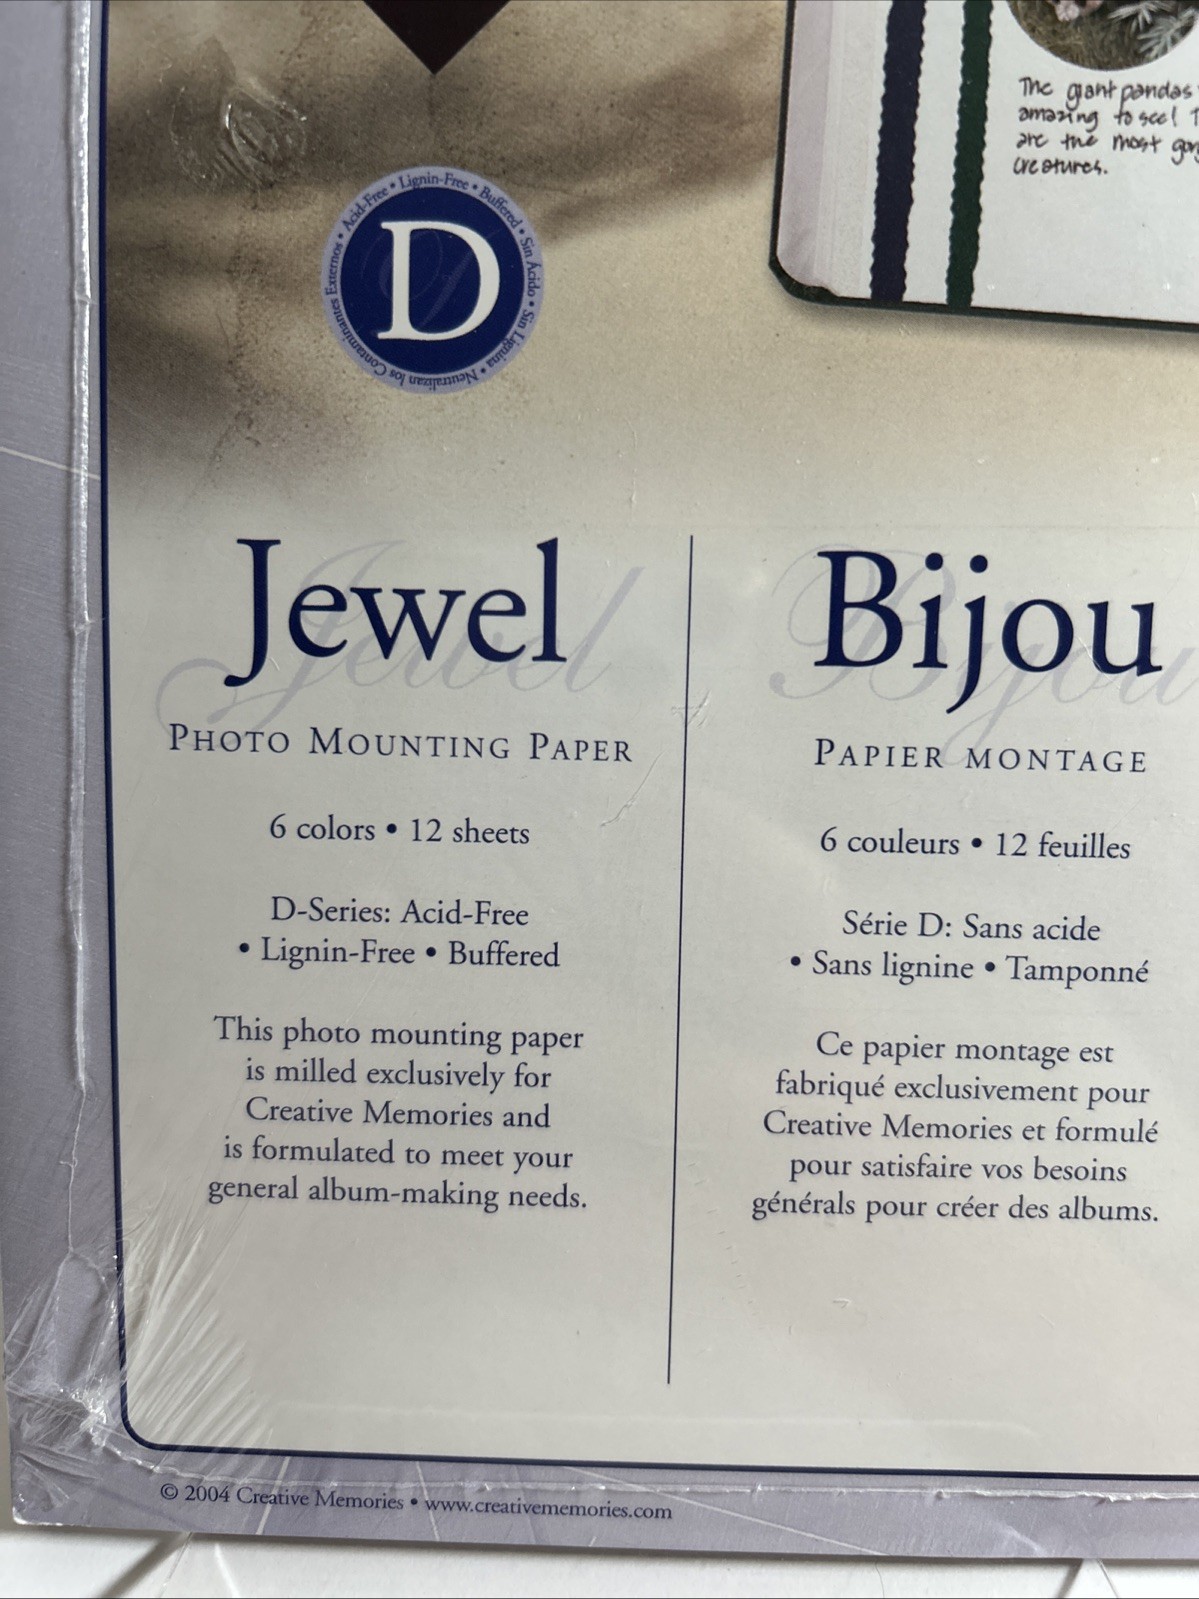 The giant pandas
amazing to see!
are the most
creatures.
Acid-Free • Lignin-Free • Buffered • Sin Ácido • Sin Lignina • Neutralizan los Contaminantes Externos •
D
Jewel
Jewel
PHOTO MOUNTING PAPER
6 colors • 12 sheets
D-Series: Acid-Free
• Lignin-Free • Buffered
This photo mounting paper
is milled exclusively for
Creative Memories and
is formulated to meet your
general album-making needs.
Bijou
Bijou
PAPIER MONTAGE
6 couleurs • 12 feuilles
Série D: Sans acide
• Sans lignine • Tamponné
Ce papier montage est
fabriqué exclusivement pour
Creative Memories et formulé
pour satisfaire vos besoins
générals pour créer des albums.
© 2004 Creative Memories • www.creativememories.com